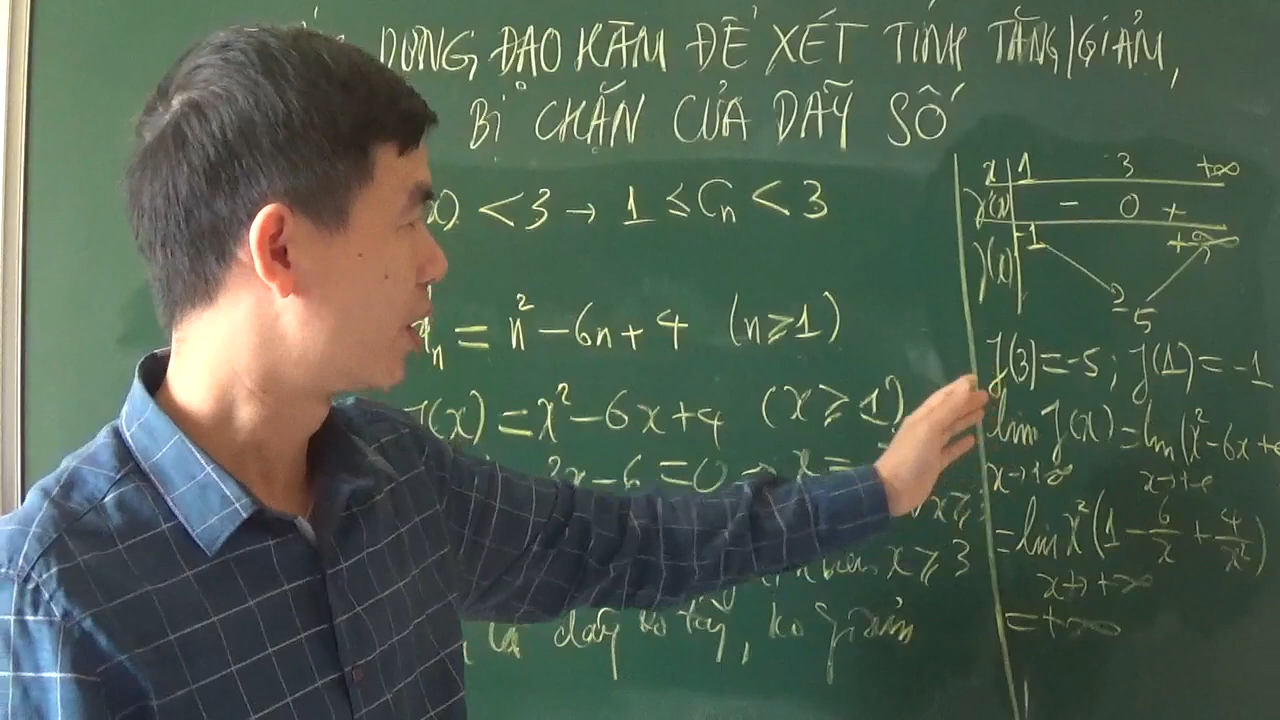 DỤNG ĐẠO HÀM ĐỂ XÉT TÍNH TĂNG/GIẢM,
BỊ CHẶN CỦA DÃY SỐ
< 3 → 1 ≤ Cn < 3
n = n² - 6n + 4 (n ≥ 1)
f(x) = x² - 6x + 4 (x ≥ 1)
2x - 6 = 0 → x =
x ≥ 3
là dãy ko tăng, ko giảm
x 1 3 +∞
f'(x) - 0 +
f(x) -1 -5 +∞
f(3) = -5; f(1) = -1
lim f(x) = lim (x² - 6x +
x → +∞ x → +∞
= lim x² (1 - 6/x + 4/x²)
x → +∞
= +∞